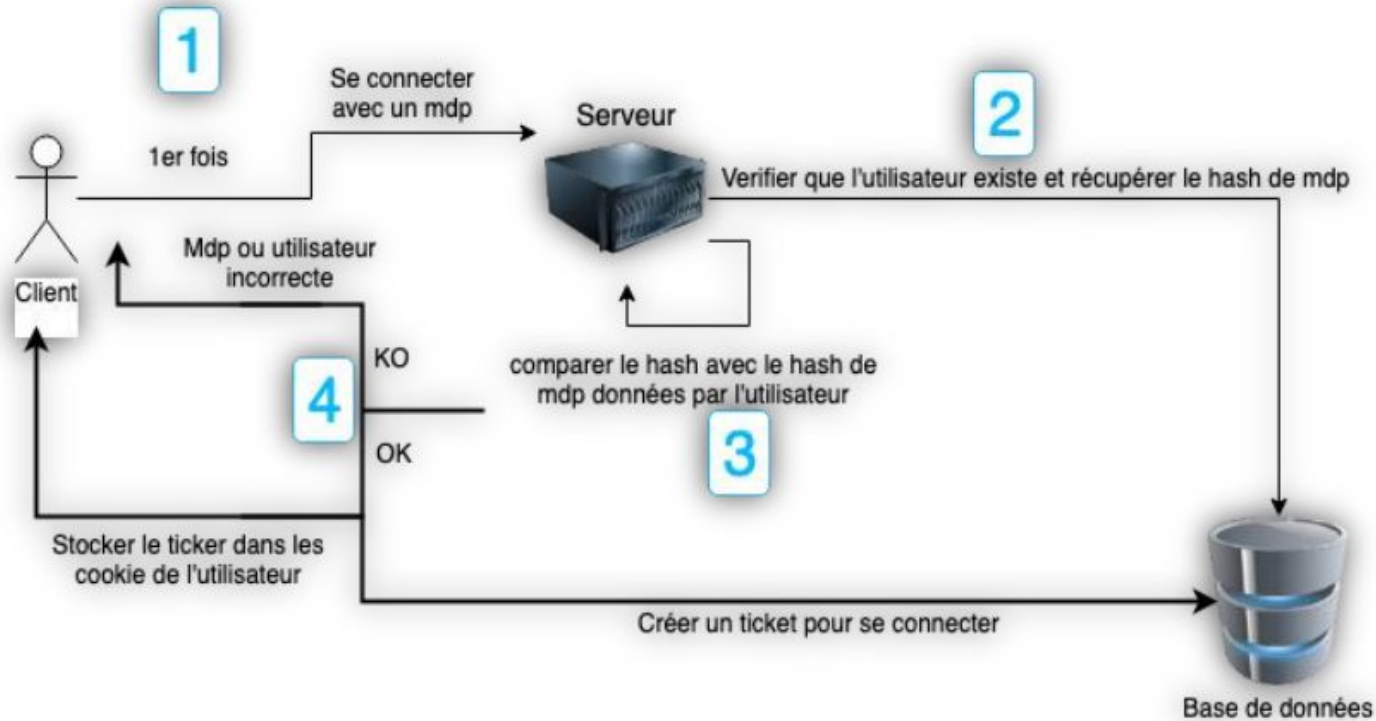 1
Se connecter
avec un mdp
1er fois
Serveur
2
Verifier que l'utilisateur existe et récupérer le hash de mdp
Mdp ou utilisateur
incorrecte
Client
KO
4
OK
comparer le hash avec le hash de
mdp données par l'utilisateur
3
Stocker le ticker dans les
cookie de l'utilisateur
Créer un ticket pour se connecter
Base de données